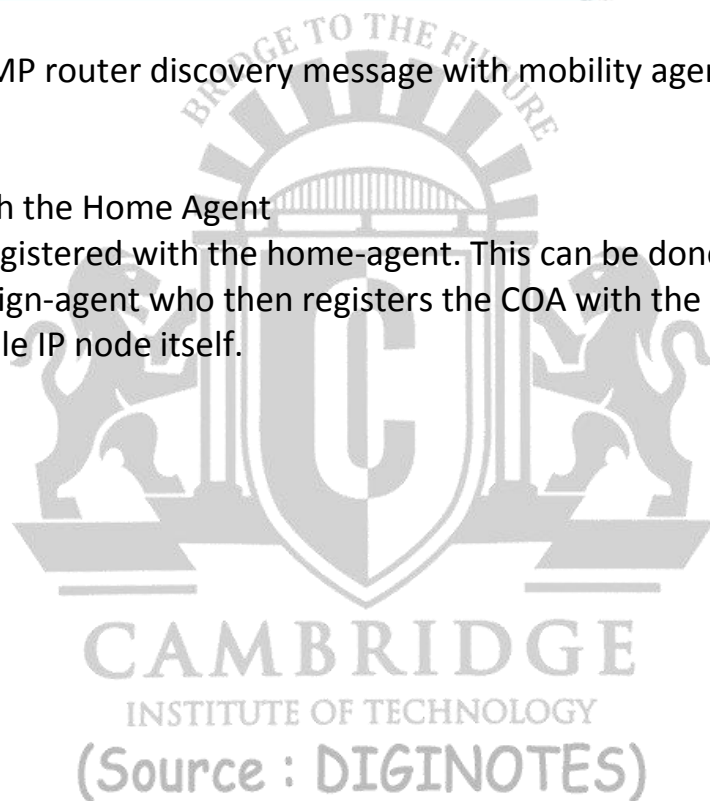 BRIDGE TO THE FUTURE
MP router discovery message with mobility agen
h the Home Agent
gistered with the home-agent. This can be done
ign-agent who then registers the COA with the
le IP node itself.
C
CAMBRIDGE
INSTITUTE OF TECHNOLOGY
(Source : DIGINOTES)